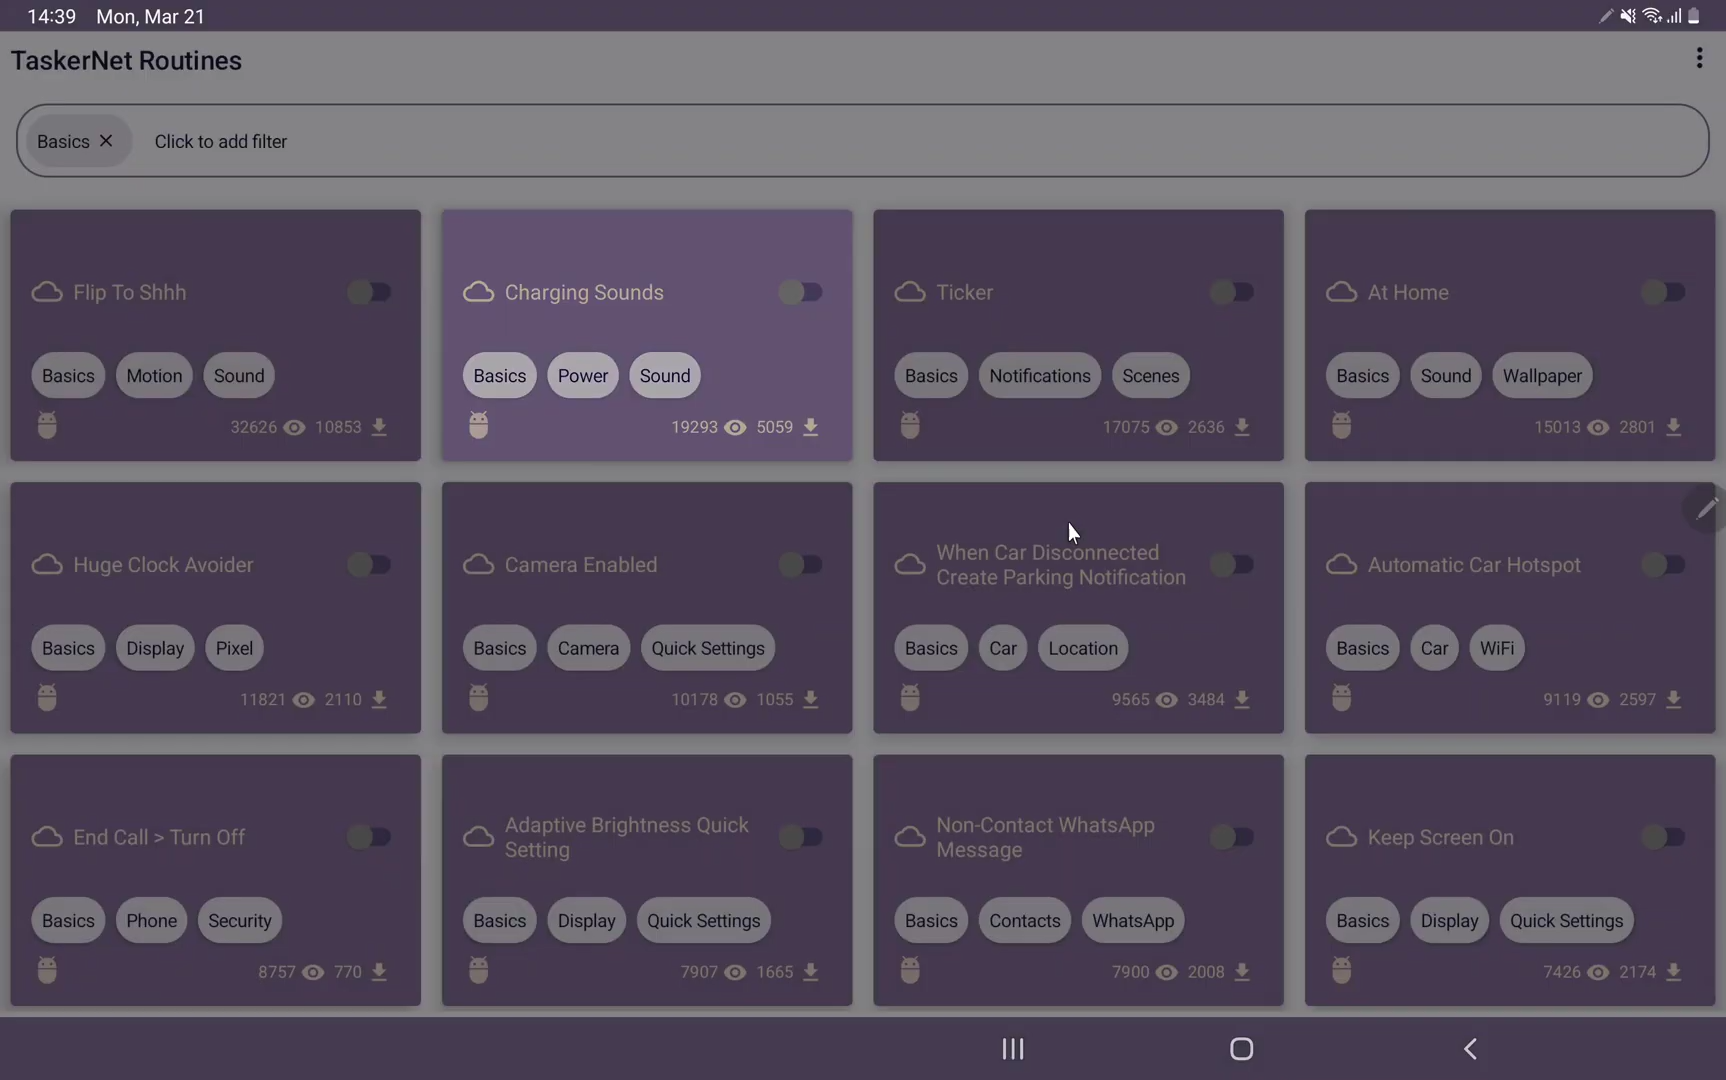 14:39 Mon, Mar 21
TaskerNet Routines
Basics Click to add filter
Flip To Shhh
Basics Motion Sound
32626 10853
Charging Sounds
Basics Power Sound
19293 5059
Ticker
Basics Notifications Scenes
17075 2636
At Home
Basics Sound Wallpaper
15013 2801
Huge Clock Avoider
Basics Display Pixel
11821 2110
Camera Enabled
Basics Camera Quick Settings
10178 1055
When Car Disconnected
Create Parking Notification
Basics Car Location
9565 3484
Automatic Car Hotspot
Basics Car WiFi
9119 2597
End Call > Turn Off
Basics Phone Security
8757 770
Adaptive Brightness Quick
Setting
Basics Display Quick Settings
7907 1665
Non-Contact WhatsApp
Message
Basics Contacts WhatsApp
7900 2008
Keep Screen On
Basics Display Quick Settings
7426 2174